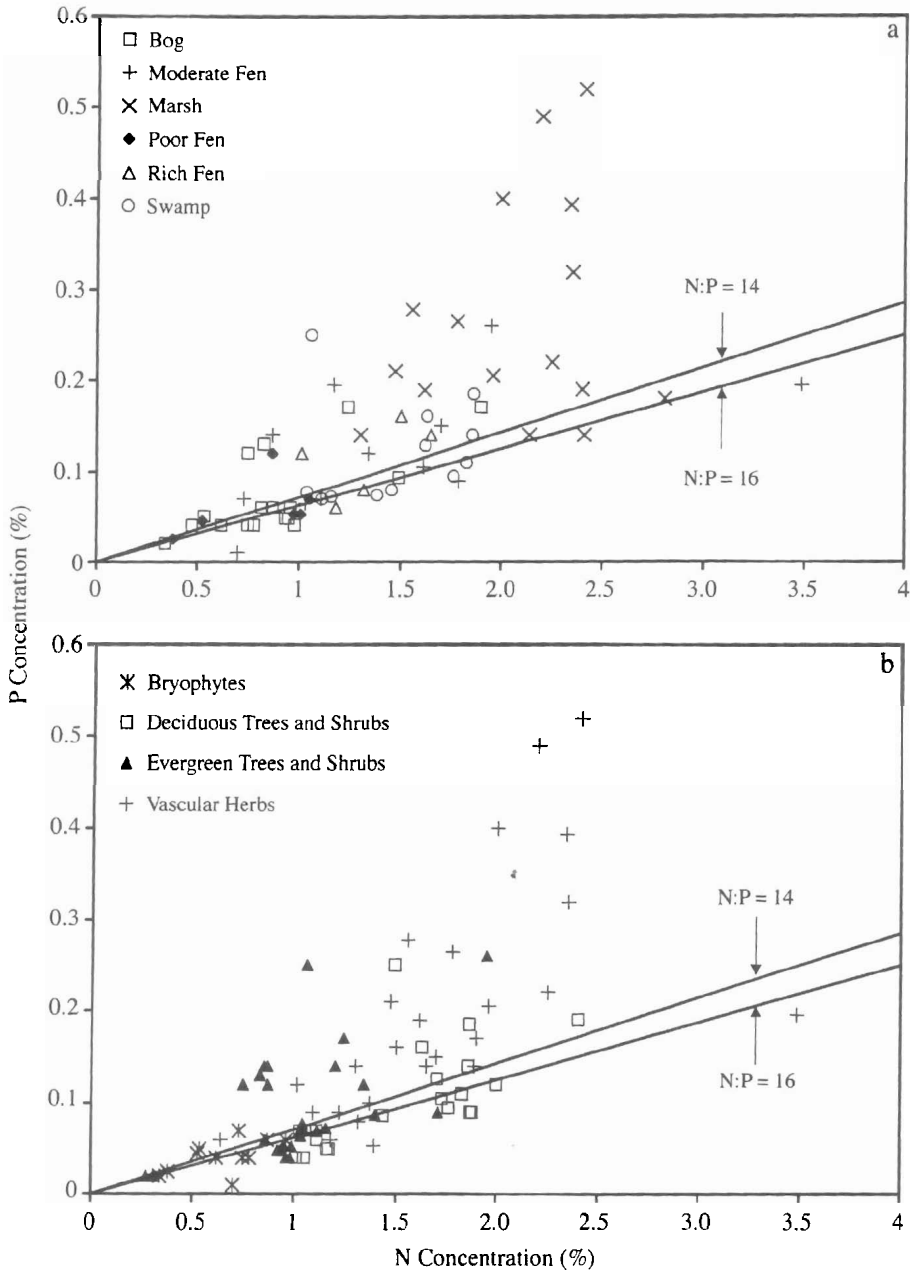 a
0.6
0.5
0.4
0.3
0.2
0.1
0
Bog
Moderate Fen
Marsh
Poor Fen
Rich Fen
Swamp
N:P = 14
N:P = 16
0 0.5 1 1.5 2.0 2.5 3.0 3.5 4
P Concentration (%)
b
0.6
0.5
0.4
0.3
0.2
0.1
0
Bryophytes
Deciduous Trees and Shrubs
Evergreen Trees and Shrubs
Vascular Herbs
N:P = 14
N:P = 16
0 0.5 1 1.5 2.0 2.5 3.0 3.5 4
N Concentration (%)